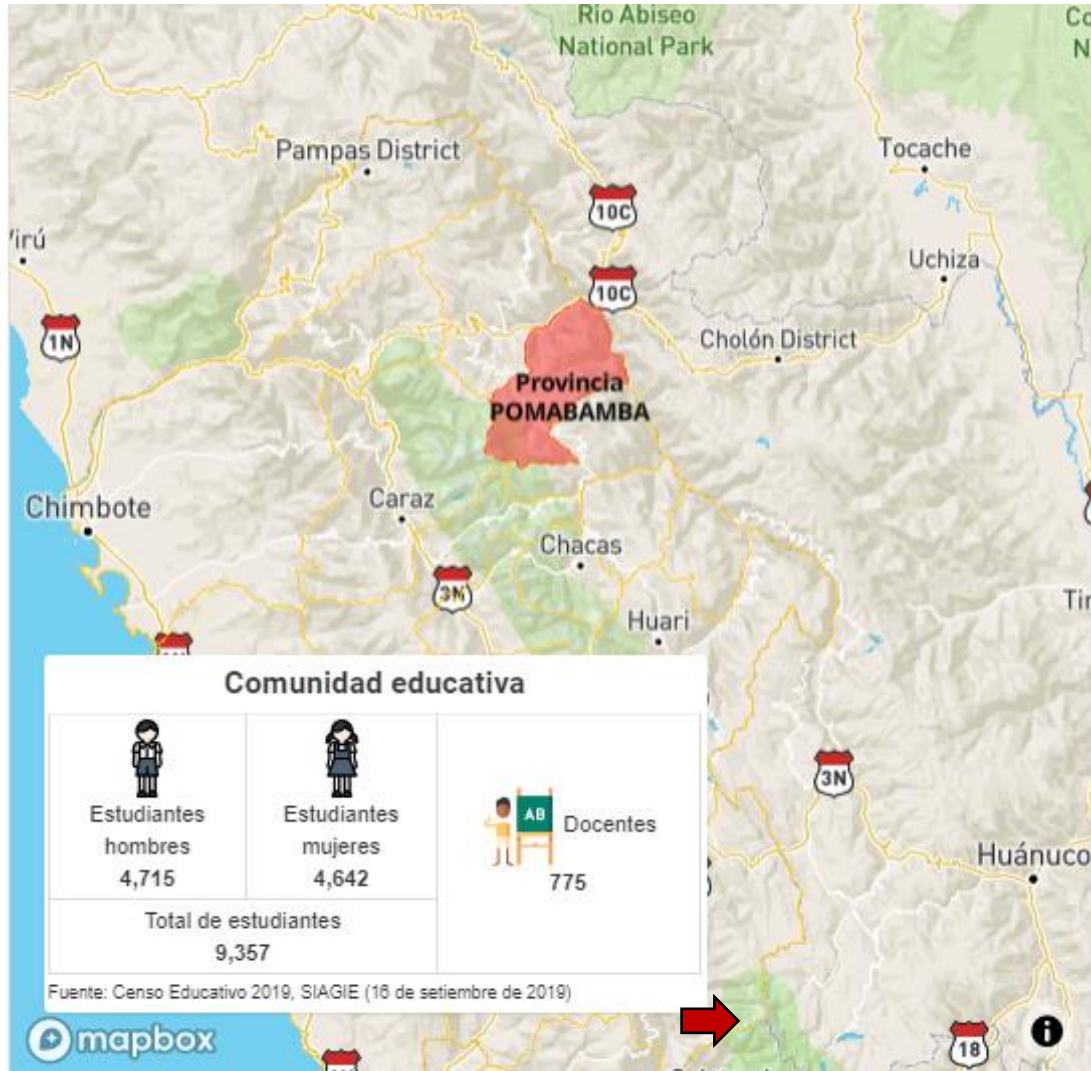 Rio Abiseo
National Park
Pampas District
Tocache
10C
Virú
Uchiza
10C
1N
Cholón District
Provincia
POMABAMBA
Caraz
Chimbote
Chacas
3N
Huari
Comunidad educativa
Estudiantes
hombres
4,715
Estudiantes
mujeres
4,642
AB
Docentes
775
Total de estudiantes
9,357
Fuente: Censo Educativo 2019, SIAGIE (16 de setiembre de 2019)
3N
Huánuco
mapbox
18
i